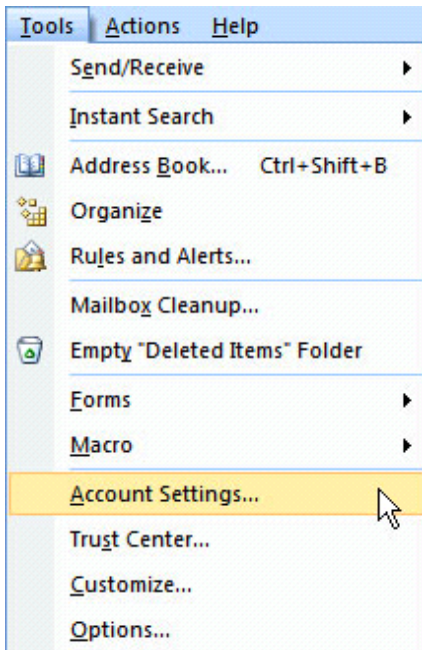 Tools Actions Help
Send/Receive
Instant Search
Address Book... Ctrl+Shift+B
Organize
Rules and Alerts...
Mailbox Cleanup...
Empty "Deleted Items" Folder
Forms
Macro
Account Settings...
Trust Center...
Customize...
Options...